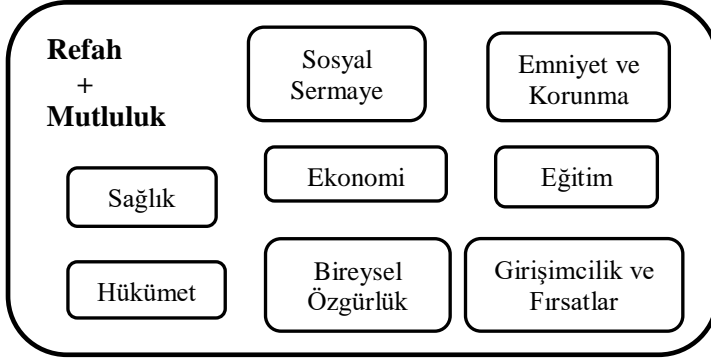 Refah
+
Mutluluk
Sosyal
Sermaye
Emniyet ve
Korunma
Sağlık
Ekonomi
Eğitim
Hükümet
Bireysel
Özgürlük
Girişimcilik ve
Fırsatlar